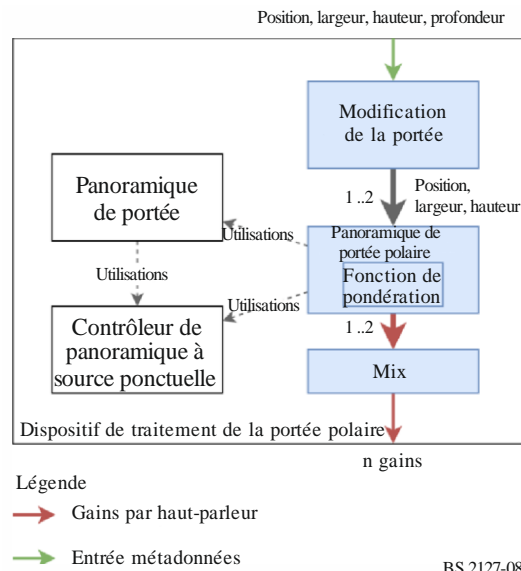 Position, largeur, hauteur, profondeur
Modification
de la portée
Panoramique
de portée
1 ..2
Position,
largeur, hauteur
Utilisations
Panoramique de
portée polaire
Fonction de
pondération
Utilisations
Utilisations
Contrôleur de
panoramique à
source ponctuelle
1 ..2
Mix
Dispositif de traitement de la portée polaire
n gains
Légende
Gains par haut-parleur
Entrée métadonnées
BS.2127-08